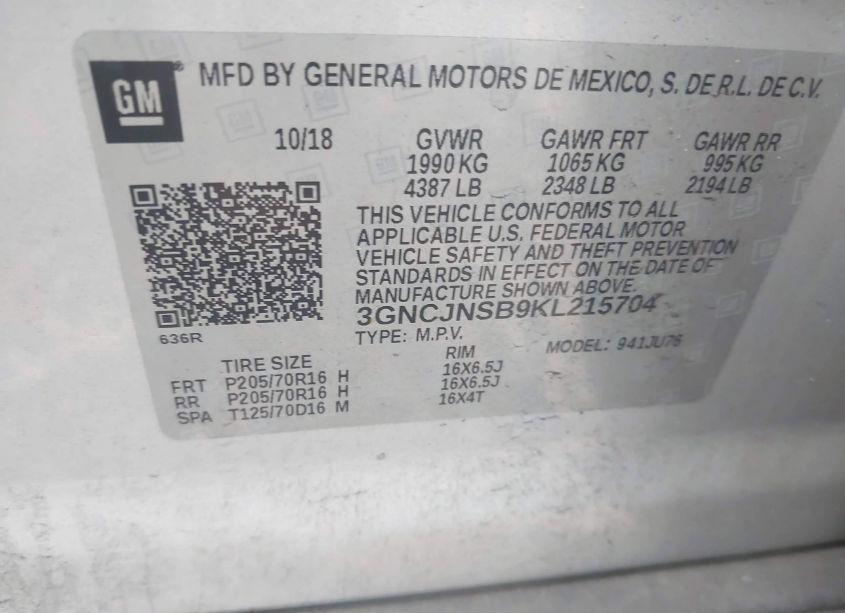 GM ® MFD BY GENERAL MOTORS DE MEXICO, S. DE R.L. DE C.V.
10/18 GVWR GAWR FRT GAWR RR
1990 KG 1065 KG 995 KG
4387 LB 2348 LB 2194 LB
THIS VEHICLE CONFORMS TO ALL
APPLICABLE U.S. FEDERAL MOTOR
VEHICLE SAFETY AND THEFT PREVENTION
STANDARDS IN EFFECT ON THE DATE OF
MANUFACTURE SHOWN ABOVE.
3GNCJNSB9KL215704
636R
TYPE: M.P.V. MODEL: 941JU76
TIRE SIZE RIM
FRT P205/70R16 H 16X6.5J
RR P205/70R16 H 16X6.5J
SPA T125/70D16 M 16X4T